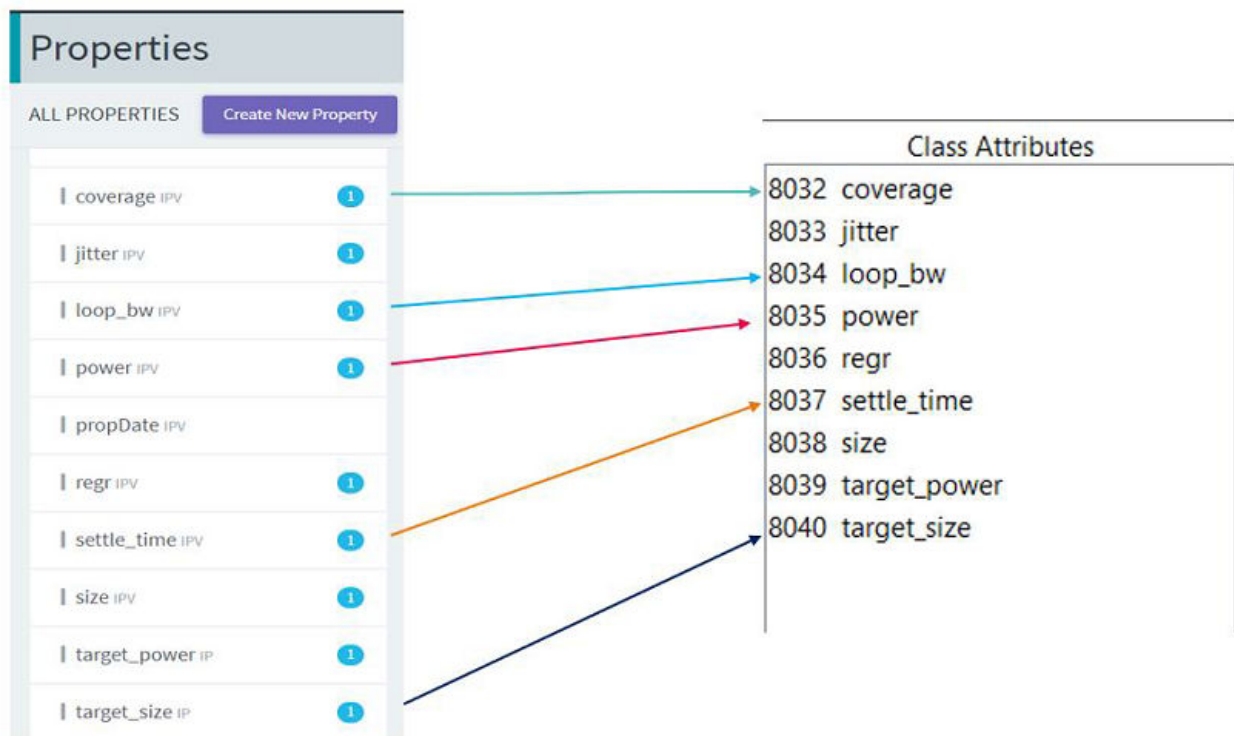 Properties
ALL PROPERTIES
Create New Property
coverage IPV 1
jitter IPV 1
loop_bw IPV 1
power IPV 1
propDate IPV
regr IPV 1
settle_time IPV 1
size IPV 1
target_power IP 1
target_size IP 1
Class Attributes
8032 coverage
8033 jitter
8034 loop_bw
8035 power
8036 regr
8037 settle_time
8038 size
8039 target_power
8040 target_size